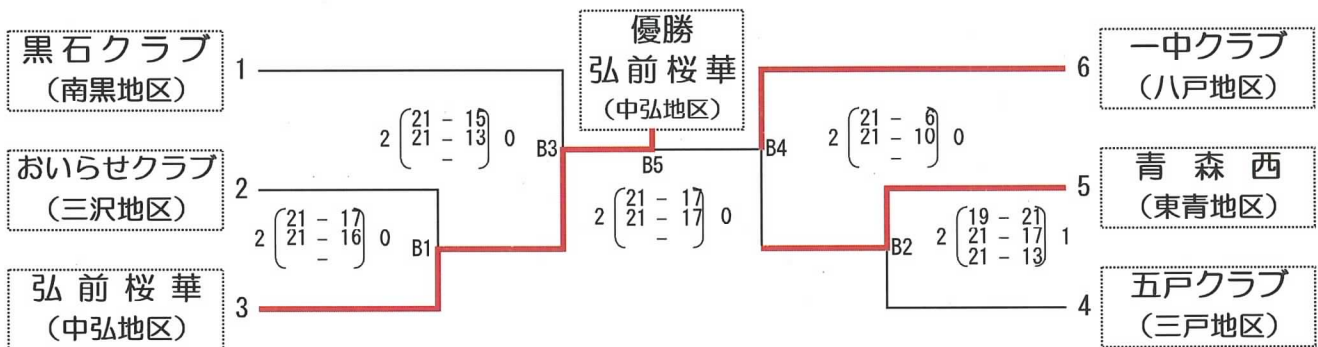 優勝
弘前桜華
(中弘地区)
黒石クラブ
(南黒地区)
1
おいらせクラブ
(三沢地区)
2
弘前桜華
(中弘地区)
3
2 21 - 17 0
21 - 16
-
B1
2 21 - 15 0
21 - 13
-
B3
B5
2 21 - 17 0
21 - 17
-
B4
2 21 - 6 0
21 - 10
-
B2
2 19 - 21 1
21 - 17
21 - 13
6
一中クラブ
(八戸地区)
5
青森西
(東青地区)
4
五戸クラブ
(三戸地区)